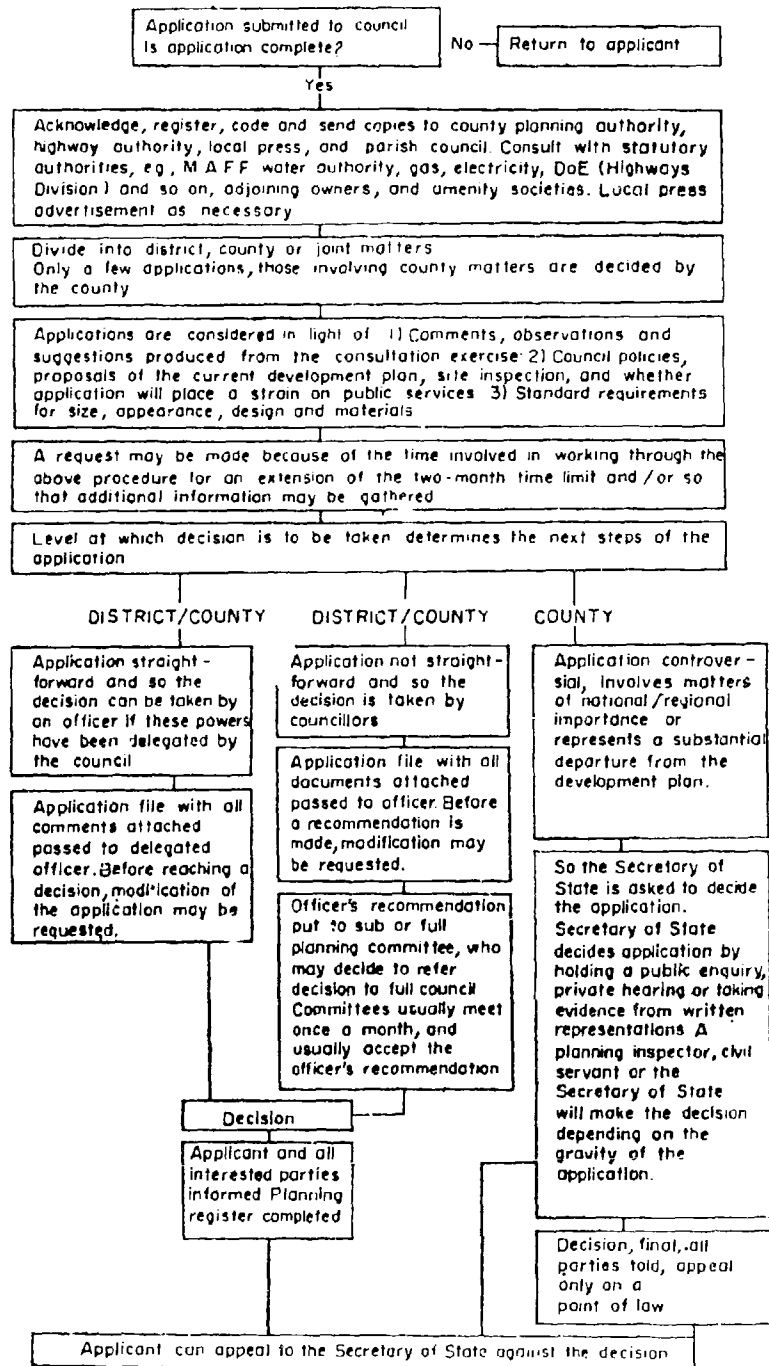 Application submitted to council
Is application complete?
No
Return to applicant
Yes
Acknowledge, register, code and send copies to county planning authority,
highway authority, local press, and parish council. Consult with statutory
authorities, eg, M A F F water authority, gas, electricity, DoE (Highways
Division) and so on, adjoining owners, and amenity societies. Local press
advertisement as necessary
Divide into district, county or joint matters
Only a few applications, those involving county matters are decided by
the county
Applications are considered in light of 1) Comments, observations and
suggestions produced from the consultation exercise 2) Council policies,
proposals of the current development plan, site inspection, and whether
application will place a strain on public services 3) Standard requirements
for size, appearance, design and materials
A request may be made because of the time involved in working through the
above procedure for an extension of the two-month time limit and/or so
that additional information may be gathered
Level at which decision is to be taken determines the next steps of the
application
DISTRICT/COUNTY
Application straight-
forward and so the
decision can be taken by
an officer if these powers
have been delegated by
the council
Application file with all
comments attached
passed to delegated
officer. Before reaching a
decision, modification of
the application may be
requested.
DISTRICT/COUNTY
Application not straight-
forward and so the
decision is taken by
councillors
Application file with all
documents attached
passed to officer. Before
a recommendation is
made, modification may
be requested.
Officer's recommendation
put to sub or full
planning committee, who
may decide to refer
decision to full council
Committees usually meet
once a month, and
usually accept the
officer's recommendation
Decision
Applicant and all
interested parties
informed Planning
register completed
COUNTY
Application controver-
sial, involves matters
of national/regional
importance or
represents a substantial
departure from the
development plan.
So the Secretary of
State is asked to decide
the application.
Secretary of State
decides application by
holding a public enquiry,
private hearing or taking
evidence from written
representations A
planning inspector, civil
servant or the
Secretary of State
will make the decision
depending on the
gravity of the
application.
Decision, final, all
parties told, appeal
only on a
point of law
Applicant can appeal to the Secretary of State against the decision